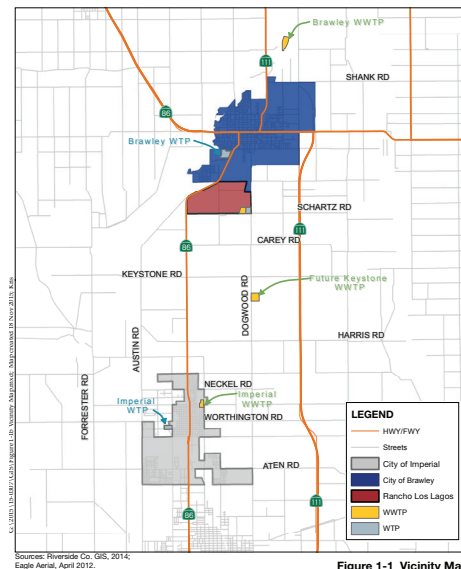 Brawley WWTP
111
SHANK RD
86
Brawley WTP
SCHARTZ RD
111
CAREY RD
86
KEYSTONE RD
Future Keystone
WWTP
DOGWOOD RD
HARRIS RD
AUSTIN RD
FORRESTER RD
NECKEL RD
Imperial
WWTP
Imperial
WTP
WORTHINGTON RD
ATEN RD
86
111
LEGEND
HWY/FWY
Streets
City of Imperial
City of Brawley
Rancho Los Lagos
WWTP
WTP
Sources: Riverside Co. GIS, 2014;
Eagle Aerial, April 2012.
Figure 1-1 Vicinity Ma